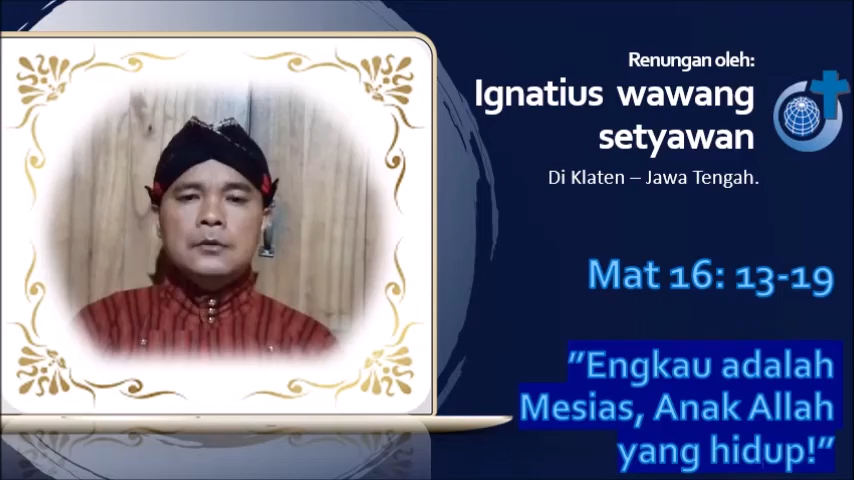 Renungan oleh:
Ignatius wawang
setyawan
Di Klaten – Jawa Tengah.
Mat 16: 13-19
”Engkau adalah
Mesias, Anak Allah
yang hidup!”